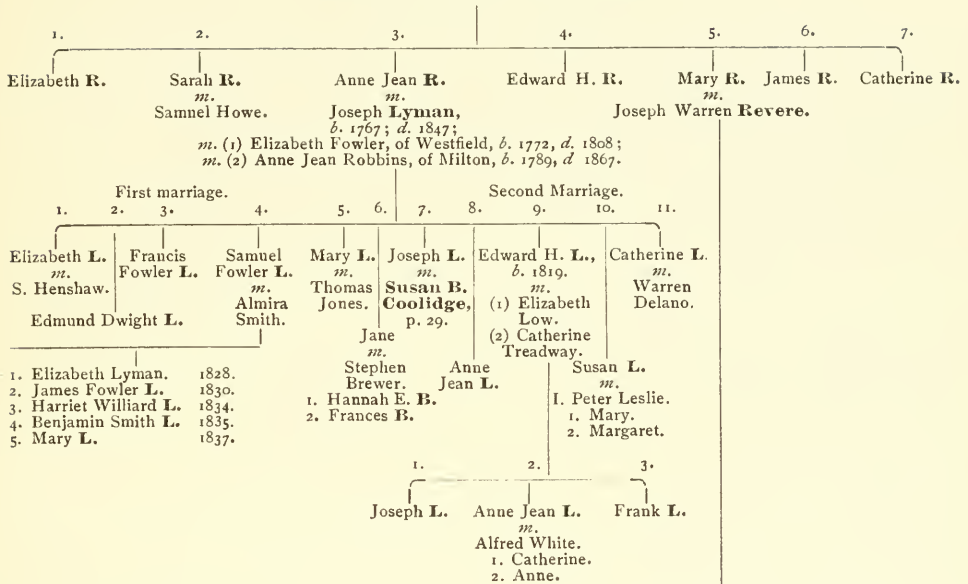 1. 2. 3. 4. 5. 6. 7.
Elizabeth R. Sarah R. Anne Jean R. Edward H. R. Mary R. James R. Catherine R.
m. m. m.
Samuel Howe. Joseph Lyman, Joseph Warren Revere.
b. 1767; d. 1847;
m. (1) Elizabeth Fowler, of Westfield, b. 1772, d. 1808;
m. (2) Anne Jean Robbins, of Milton, b. 1789, d 1867.
First marriage. Second Marriage.
1. 2. 3. 4. 5. 6. 7. 8. 9. 10. 11.
Elizabeth L. Francis Samuel Mary L. Joseph L. Edward H. L., Catherine L.
m. Fowler L. Fowler L. m. m. b. 1819. m.
S. Henshaw. m. Thomas Susan B. m. Warren
Almira Jones. Coolidge, (1) Elizabeth Delano.
Edmund Dwight L. Smith. p. 29. Low.
Jane (2) Catherine
m. Treadway.
Stephen Anne Susan L.
Brewer. Jean L. m.
1. Elizabeth Lyman. 1828. 1. Hannah E. B. I. Peter Leslie.
2. James Fowler L. 1830. 2. Frances B. 1. Mary.
3. Harriet Williard L. 1834. 2. Margaret.
4. Benjamin Smith L. 1835.
5. Mary L. 1837.
1. 2. 3.
Joseph L. Anne Jean L. Frank L.
m.
Alfred White.
1. Catherine.
2. Anne.